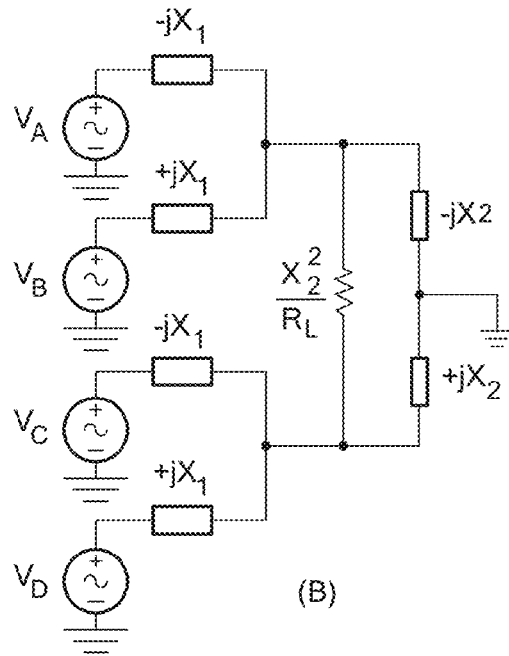 -jX1
+
VA
−
+jX1
+
VB
−
X2^2
RL
-jX2
-jX1
+
VC
−
+jX2
+jX1
+
VD
−
(B)